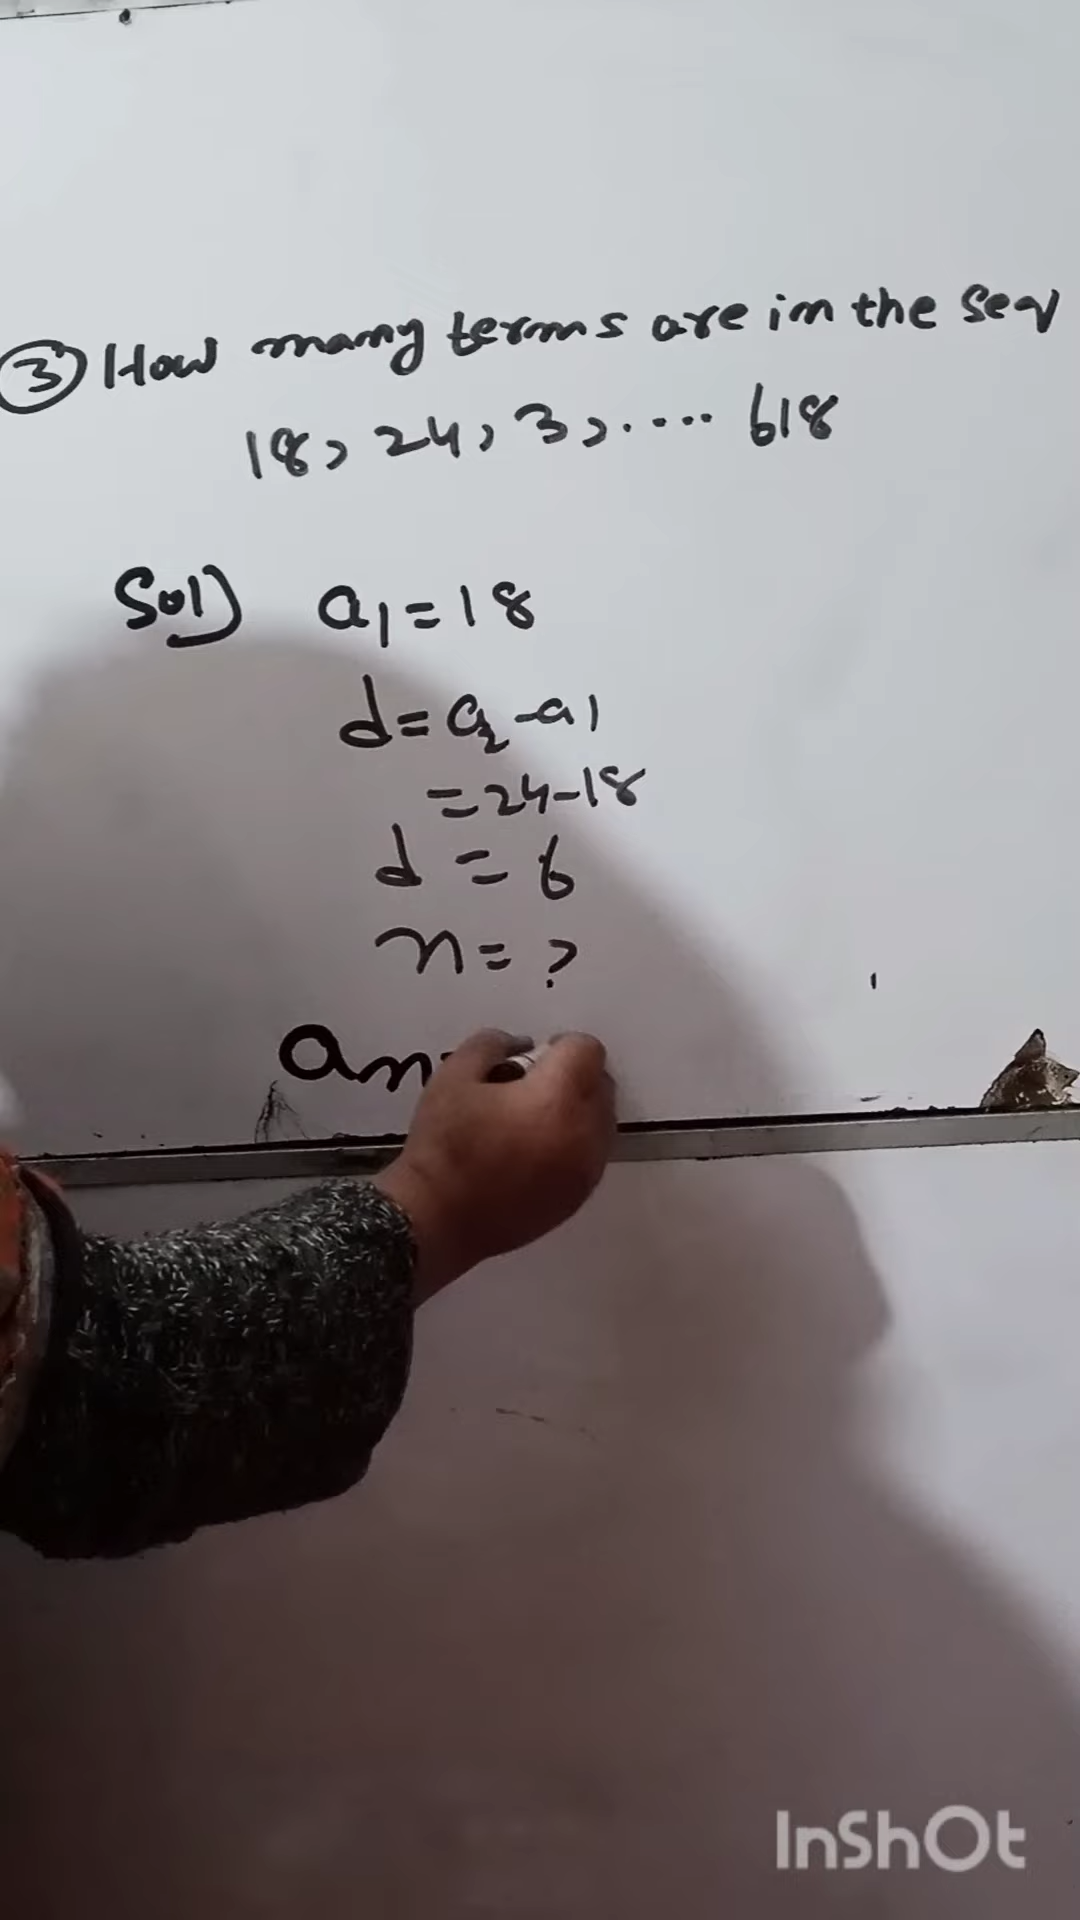 ③ How many terms are in the seq
18, 24, 3,..... 618
Sol) a1 = 18
d = a2 - a1
= 24-18
d = 6
n = ?
an=
InShOt